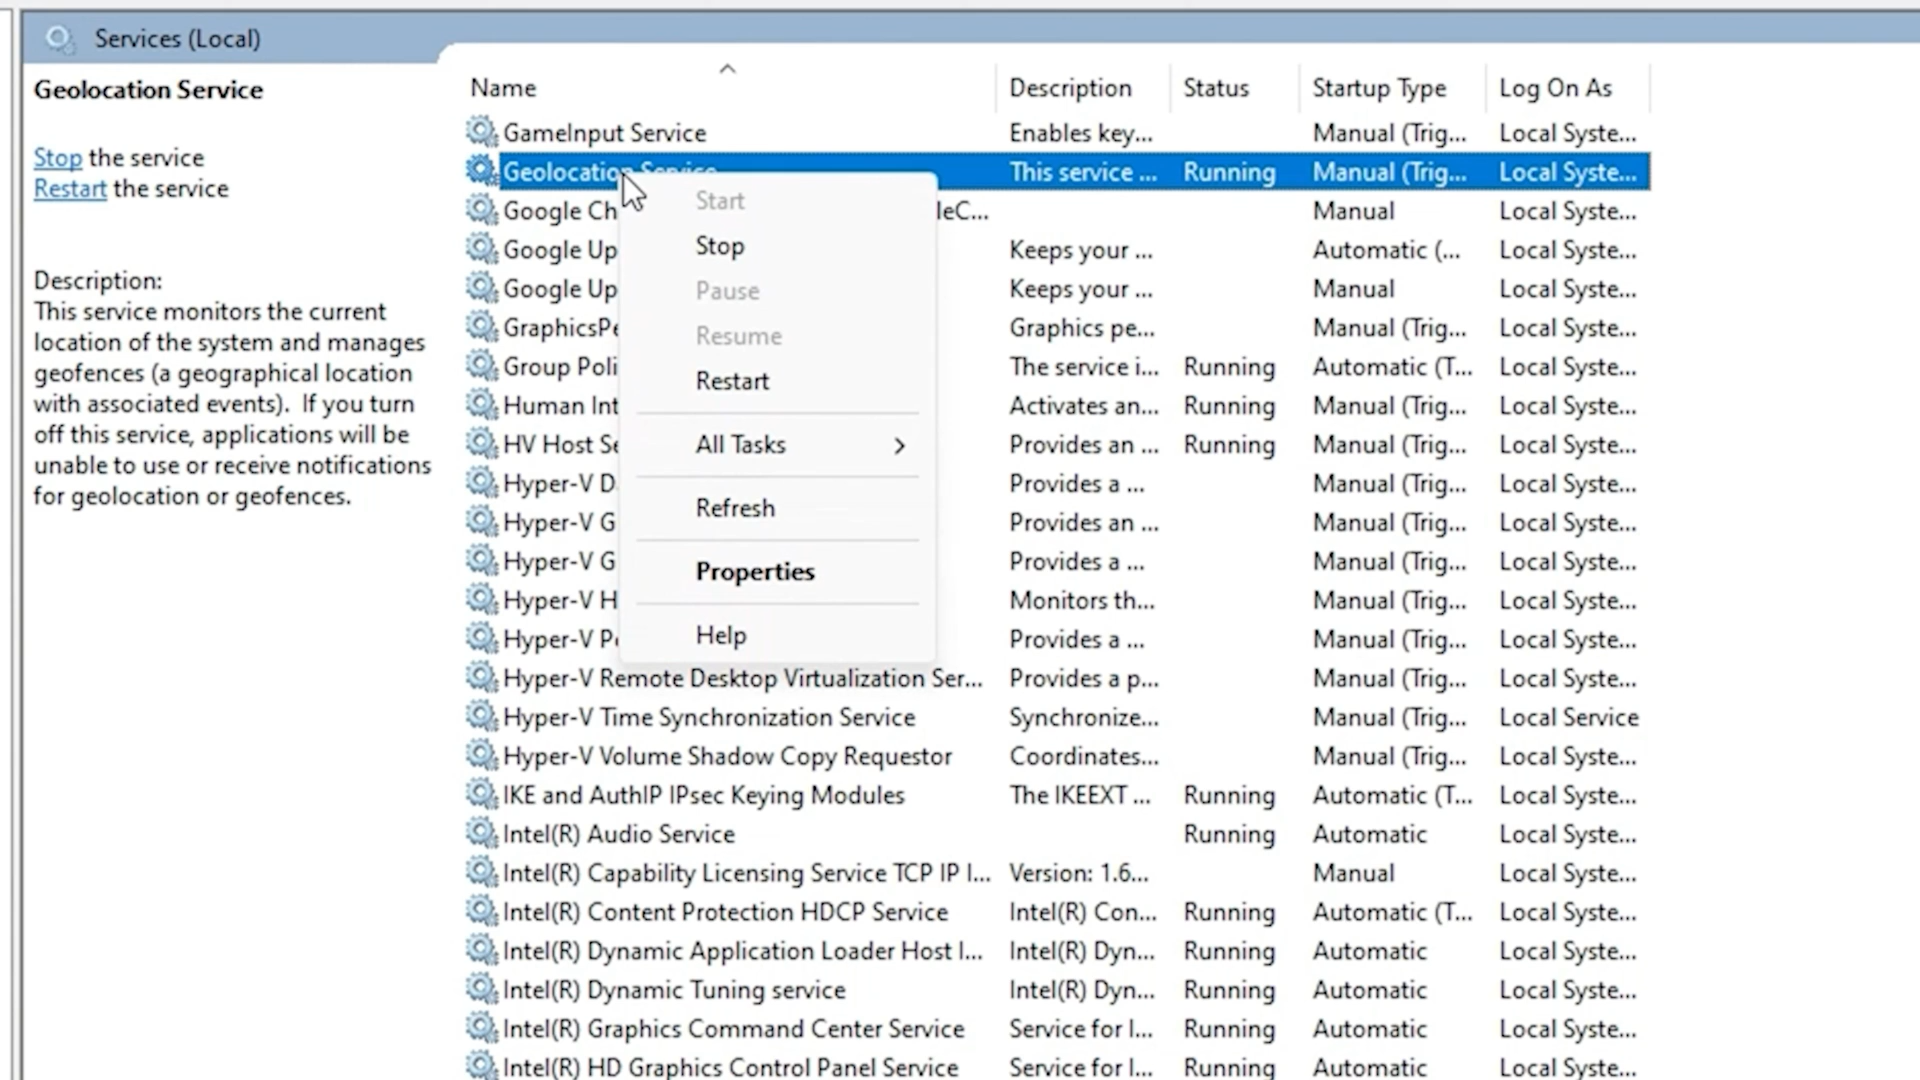 Services (Local)
Geolocation Service
Stop the service
Restart the service
Description:
This service monitors the current
location of the system and manages
geofences (a geographical location
with associated events). If you turn
off this service, applications will be
unable to use or receive notifications
for geolocation or geofences.
Name Description Status Startup Type Log On As
GameInput Service Enables key... Manual (Trig... Local Syste...
Geolocation Service This service ... Running Manual (Trig... Local Syste...
Google Ch leC... Manual Local Syste...
Google Up Keeps your ... Automatic (... Local Syste...
Google Up Keeps your ... Manual Local Syste...
GraphicsPe Graphics pe... Manual (Trig... Local Syste...
Group Poli The service i... Running Automatic (T... Local Syste...
Human Int Activates an... Running Manual (Trig... Local Syste...
HV Host Se Provides an ... Running Manual (Trig... Local Syste...
Hyper-V D Provides a ... Manual (Trig... Local Syste...
Hyper-V G Provides an ... Manual (Trig... Local Syste...
Hyper-V G Provides a ... Manual (Trig... Local Syste...
Hyper-V H Monitors th... Manual (Trig... Local Syste...
Hyper-V P Provides a ... Manual (Trig... Local Syste...
Hyper-V Remote Desktop Virtualization Ser... Provides a p... Manual (Trig... Local Syste...
Hyper-V Time Synchronization Service Synchronize... Manual (Trig... Local Service
Hyper-V Volume Shadow Copy Requestor Coordinates... Manual (Trig... Local Syste...
IKE and AuthIP IPsec Keying Modules The IKEEXT ... Running Automatic (T... Local Syste...
Intel(R) Audio Service Running Automatic Local Syste...
Intel(R) Capability Licensing Service TCP IP I... Version: 1.6... Manual Local Syste...
Intel(R) Content Protection HDCP Service Intel(R) Con... Running Automatic (T... Local Syste...
Intel(R) Dynamic Application Loader Host I... Intel(R) Dyn... Running Automatic Local Syste...
Intel(R) Dynamic Tuning service Intel(R) Dyn... Running Automatic Local Syste...
Intel(R) Graphics Command Center Service Service for I... Running Automatic Local Syste...
Intel(R) HD Graphics Control Panel Service Service for I... Running Automatic Local Syste...
Start
Stop
Pause
Resume
Restart
All Tasks
Refresh
Properties
Help